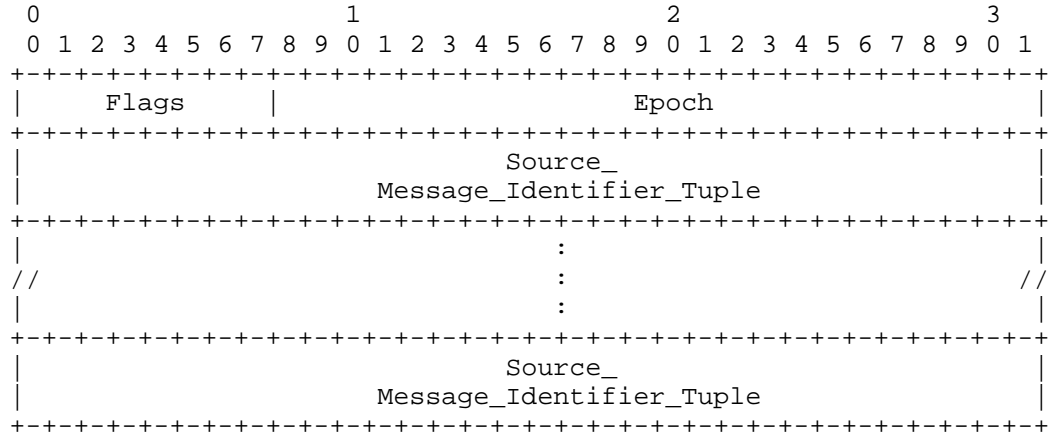 0                   1                   2                   3
 0 1 2 3 4 5 6 7 8 9 0 1 2 3 4 5 6 7 8 9 0 1 2 3 4 5 6 7 8 9 0 1
+-+-+-+-+-+-+-+-+-+-+-+-+-+-+-+-+-+-+-+-+-+-+-+-+-+-+-+-+-+-+-+-+
|     Flags     |                      Epoch                    |
+-+-+-+-+-+-+-+-+-+-+-+-+-+-+-+-+-+-+-+-+-+-+-+-+-+-+-+-+-+-+-+-+
|                              Source_                          |
|                      Message_Identifier_Tuple                 |
+-+-+-+-+-+-+-+-+-+-+-+-+-+-+-+-+-+-+-+-+-+-+-+-+-+-+-+-+-+-+-+-+
|                                 :                             |
//                                :                            //
|                                 :                             |
+-+-+-+-+-+-+-+-+-+-+-+-+-+-+-+-+-+-+-+-+-+-+-+-+-+-+-+-+-+-+-+-+
|                              Source_                          |
|                      Message_Identifier_Tuple                 |
+-+-+-+-+-+-+-+-+-+-+-+-+-+-+-+-+-+-+-+-+-+-+-+-+-+-+-+-+-+-+-+-+